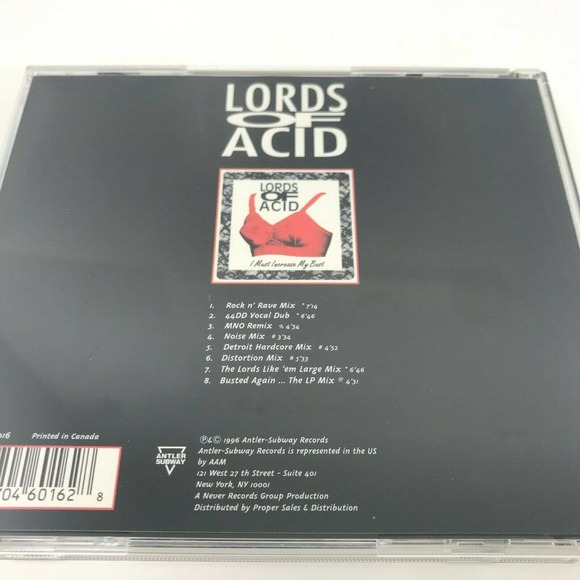 LORDS
OF
ACID
LORDS
OF
ACID
I Must Increase My Bust
1. Rock n' Rave Mix * 7'14
2. 44DD Vocal Dub * 6'46
3. MNO Remix % 4'34
4. Noise Mix # 3'34
5. Detroit Hardcore Mix # 4'52
6. Distortion Mix # 5'33
7. The Lords Like 'em Large Mix * 6'46
8. Busted Again ... The LP Mix @ 4'31
016 Printed in Canada
04 60162 8
ANTLER
SUBWAY
℗&© 1996 Antler-Subway Records
Antler-Subway Records is represented in the US
by AAM
121 West 27 th Street - Suite 401
New York, NY 10001
A Never Records Group Production
Distributed by Proper Sales & Distribution